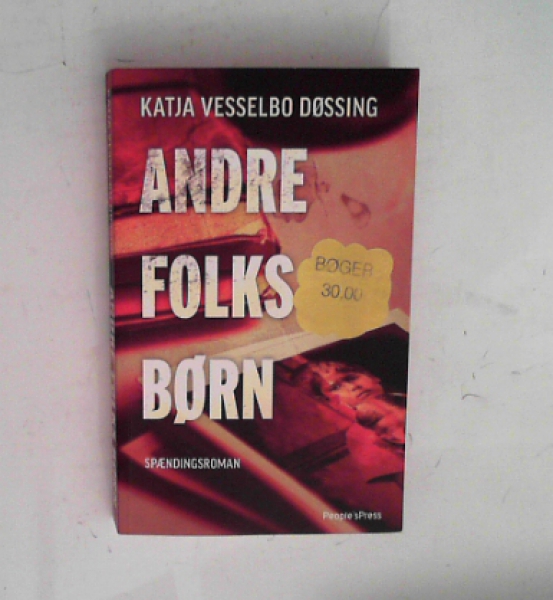 KATJA VESSELBO DØSSING
ANDRE
FOLKS
BØRN
BØGER
30.00
SPÆNDINGSROMAN
People'sPress